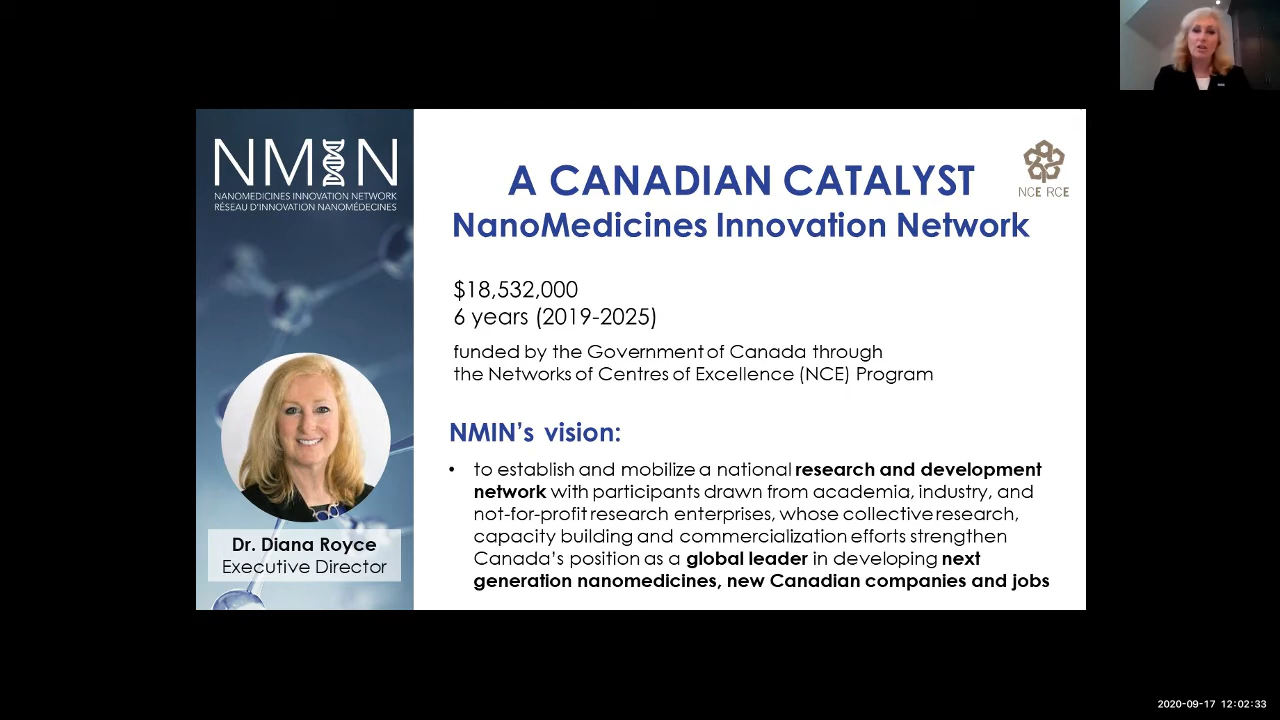 NMIN
NANOMEDICINES INNOVATION NETWORK
RÉSEAU D'INNOVATION NANOMÉDECINES
Dr. Diana Royce
Executive Director
A CANADIAN CATALYST
NanoMedicines Innovation Network
NCE RCE
$18,532,000
6 years (2019-2025)
funded by the Government of Canada through
the Networks of Centres of Excellence (NCE) Program
NMIN's vision:
• to establish and mobilize a national research and development
network with participants drawn from academia, industry, and
not-for-profit research enterprises, whose collective research,
capacity building and commercialization efforts strengthen
Canada's position as a global leader in developing next
generation nanomedicines, new Canadian companies and jobs
2020-09-17 12:02:33